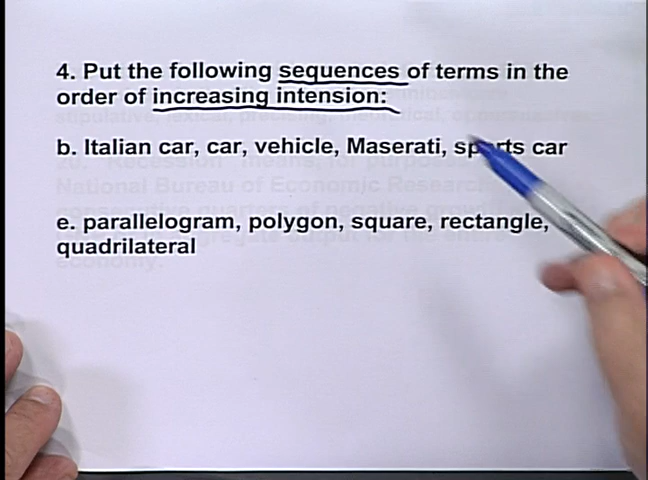 4. Put the following sequences of terms in the
order of increasing intension:
b. Italian car, car, vehicle, Maserati, sports car
e. parallelogram, polygon, square, rectangle,
quadrilateral